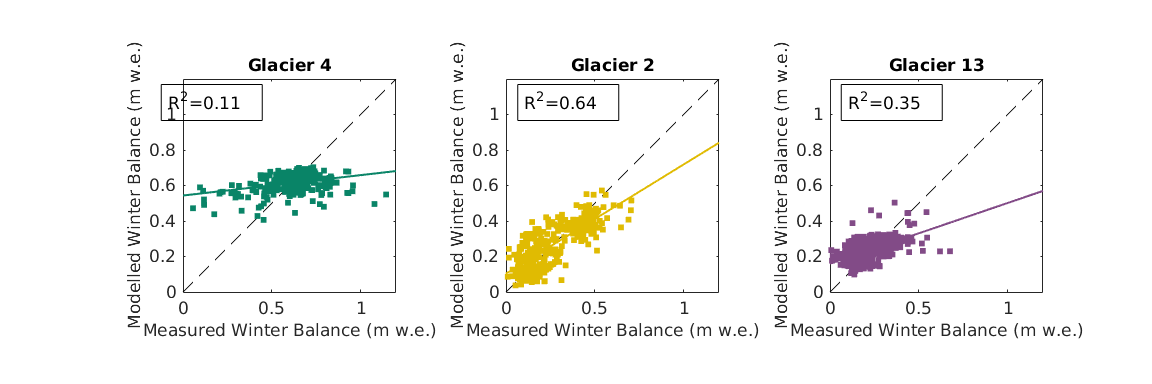 Glacier 4
Modelled Winter Balance (m w.e.)
R²=0.11
1
0.8
0.6
0.4
0.2
0
0 0.5 1
Measured Winter Balance (m w.e.)
Glacier 2
Modelled Winter Balance (m w.e.)
R²=0.64
1
0.8
0.6
0.4
0.2
0
0 0.5 1
Measured Winter Balance (m w.e.)
Glacier 13
Modelled Winter Balance (m w.e.)
R²=0.35
1
0.8
0.6
0.4
0.2
0
0 0.5 1
Measured Winter Balance (m w.e.)